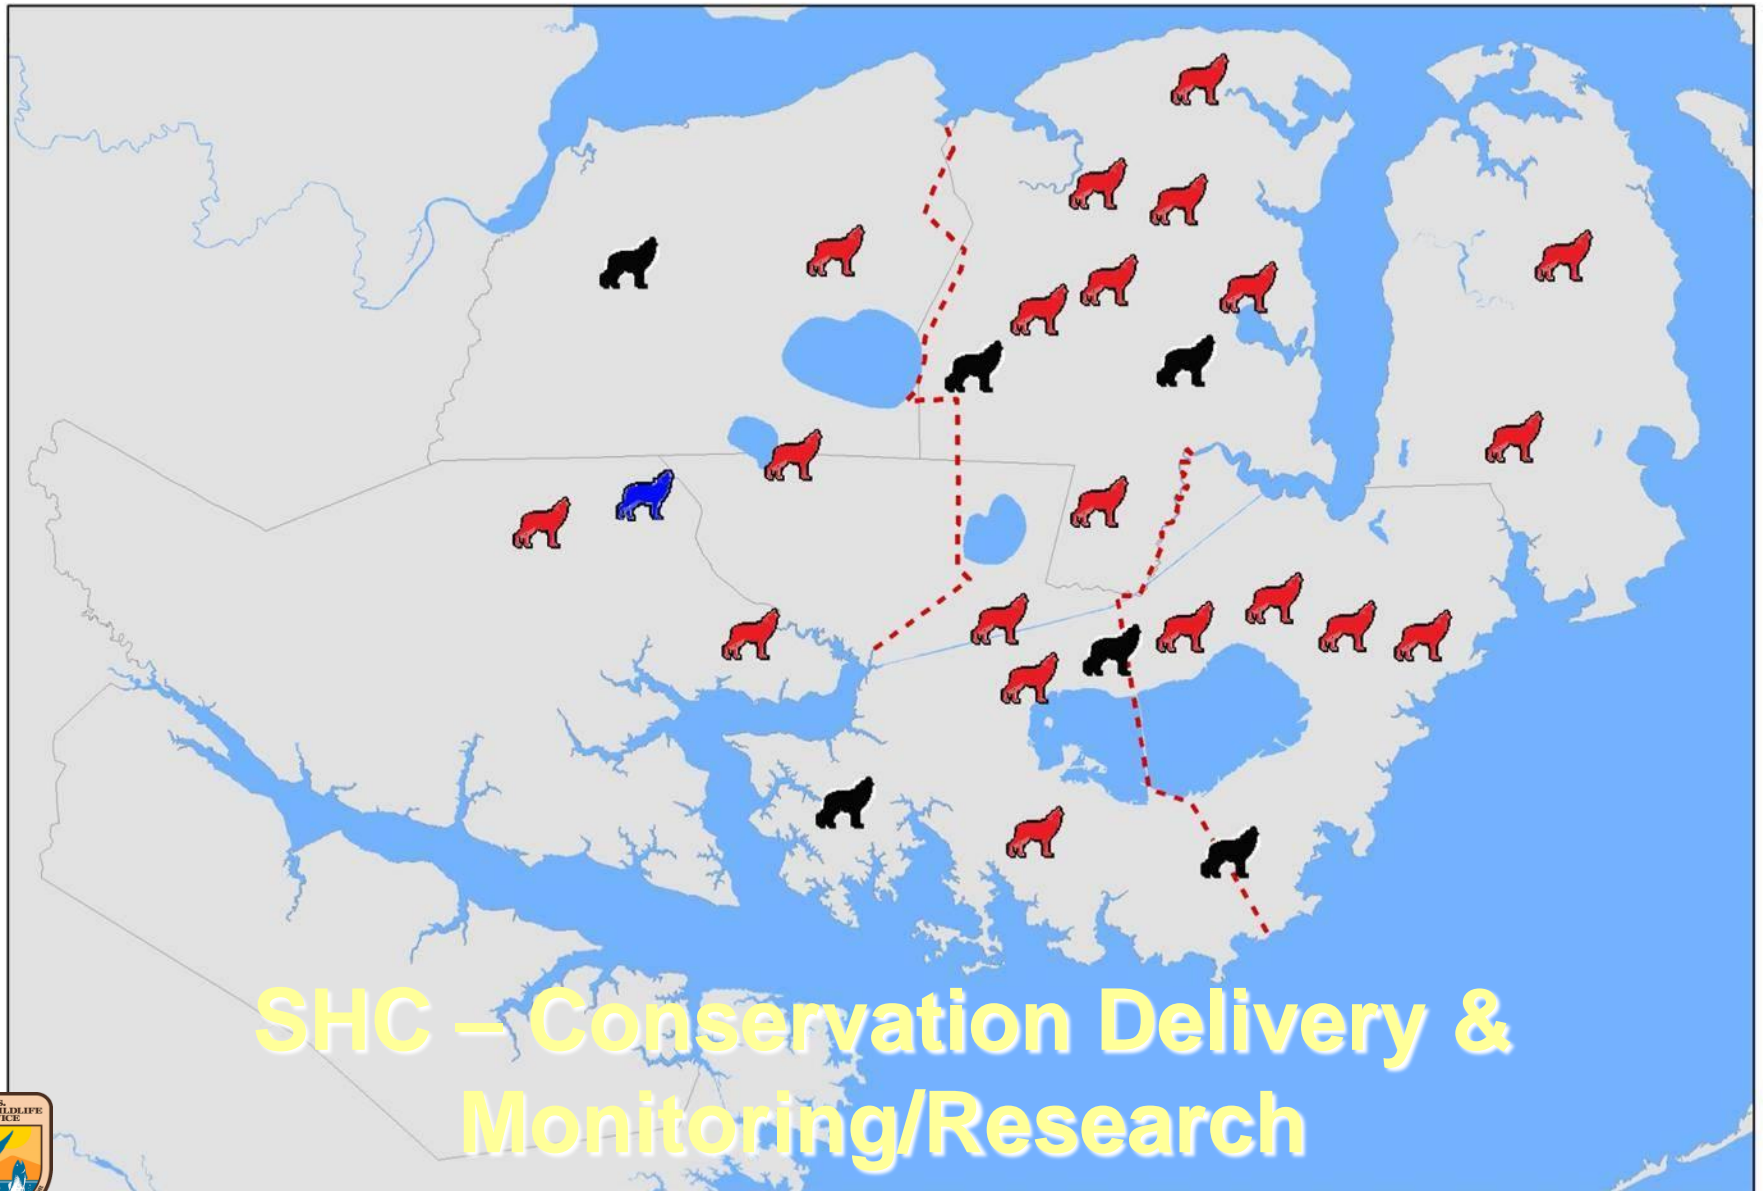 SHC – Conservation Delivery &
Monitoring/Research